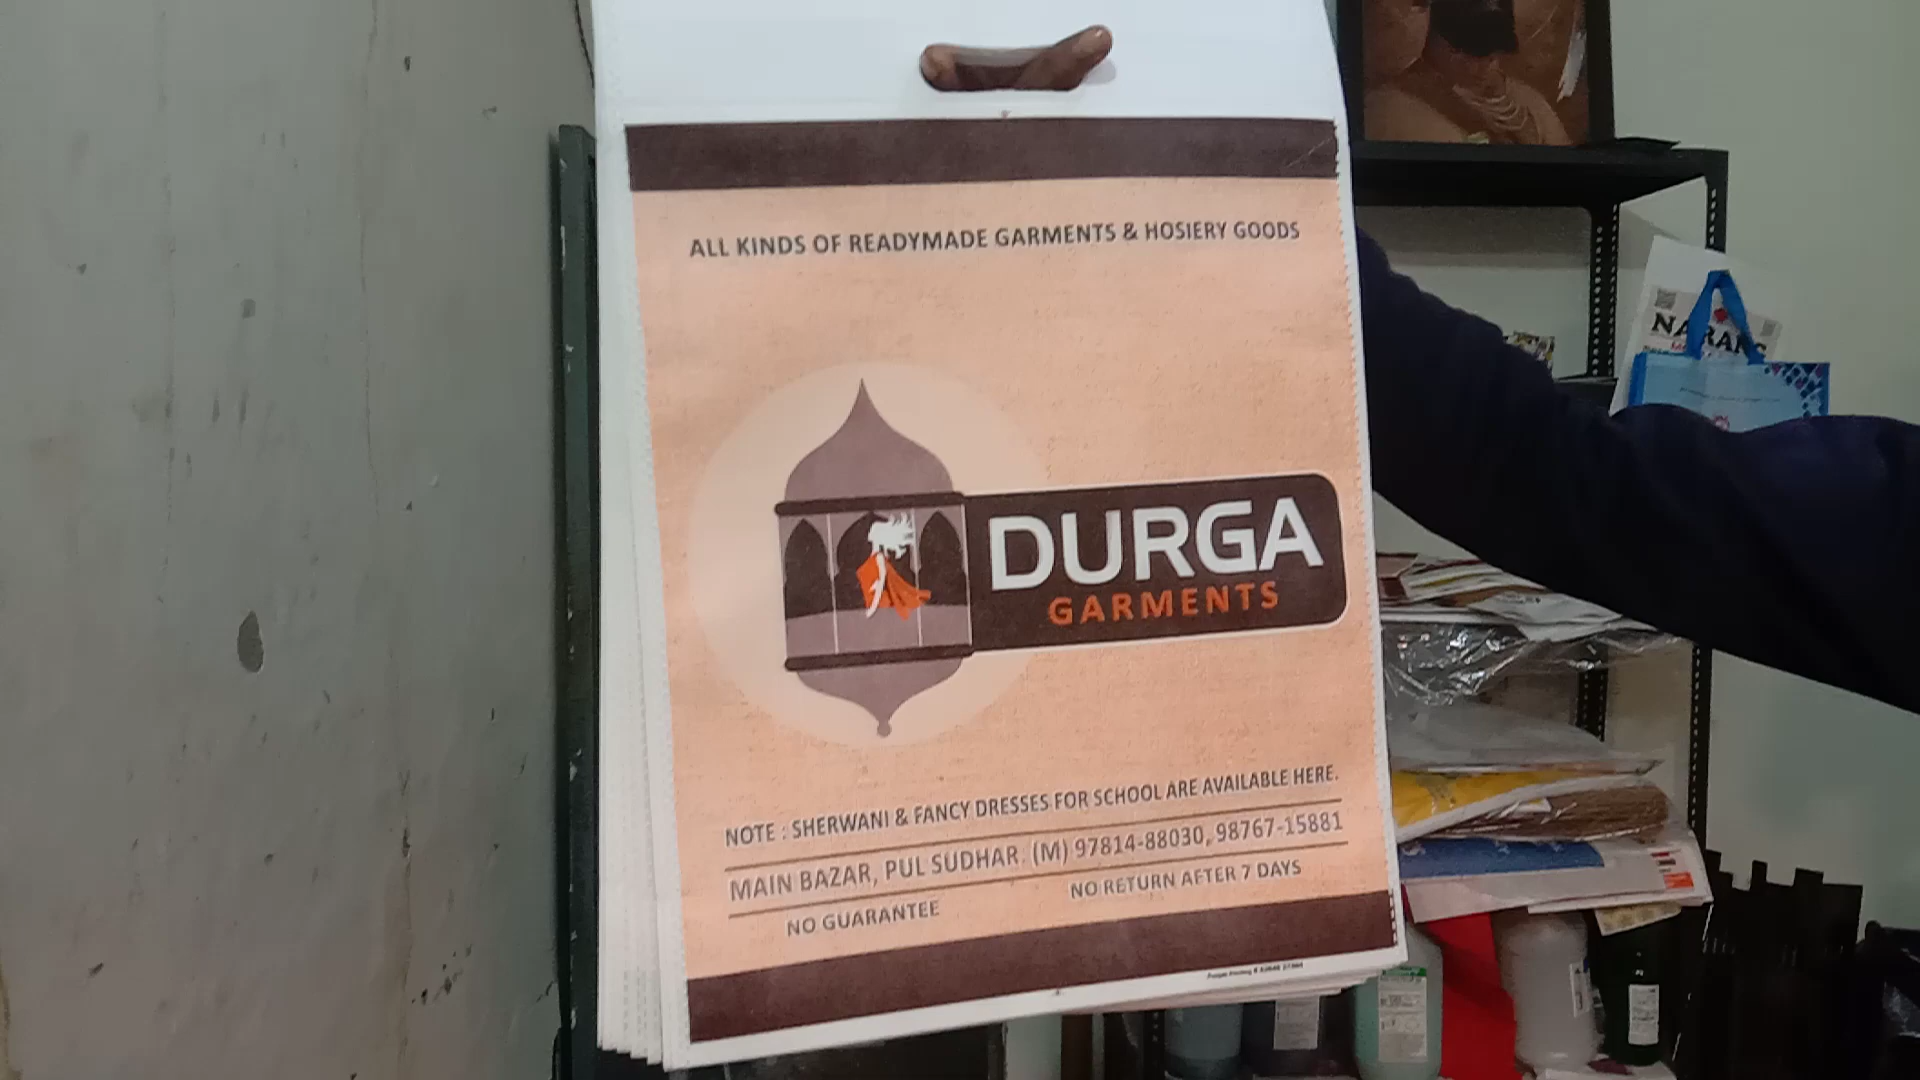 ALL KINDS OF READYMADE GARMENTS & HOSIERY GOODS
DURGA
GARMENTS
NOTE : SHERWANI & FANCY DRESSES FOR SCHOOL ARE AVAILABLE HERE.
MAIN BAZAR, PUL SUDHAR. (M) 97814-88030, 98767-15881
NO GUARANTEE NO RETURN AFTER 7 DAYS